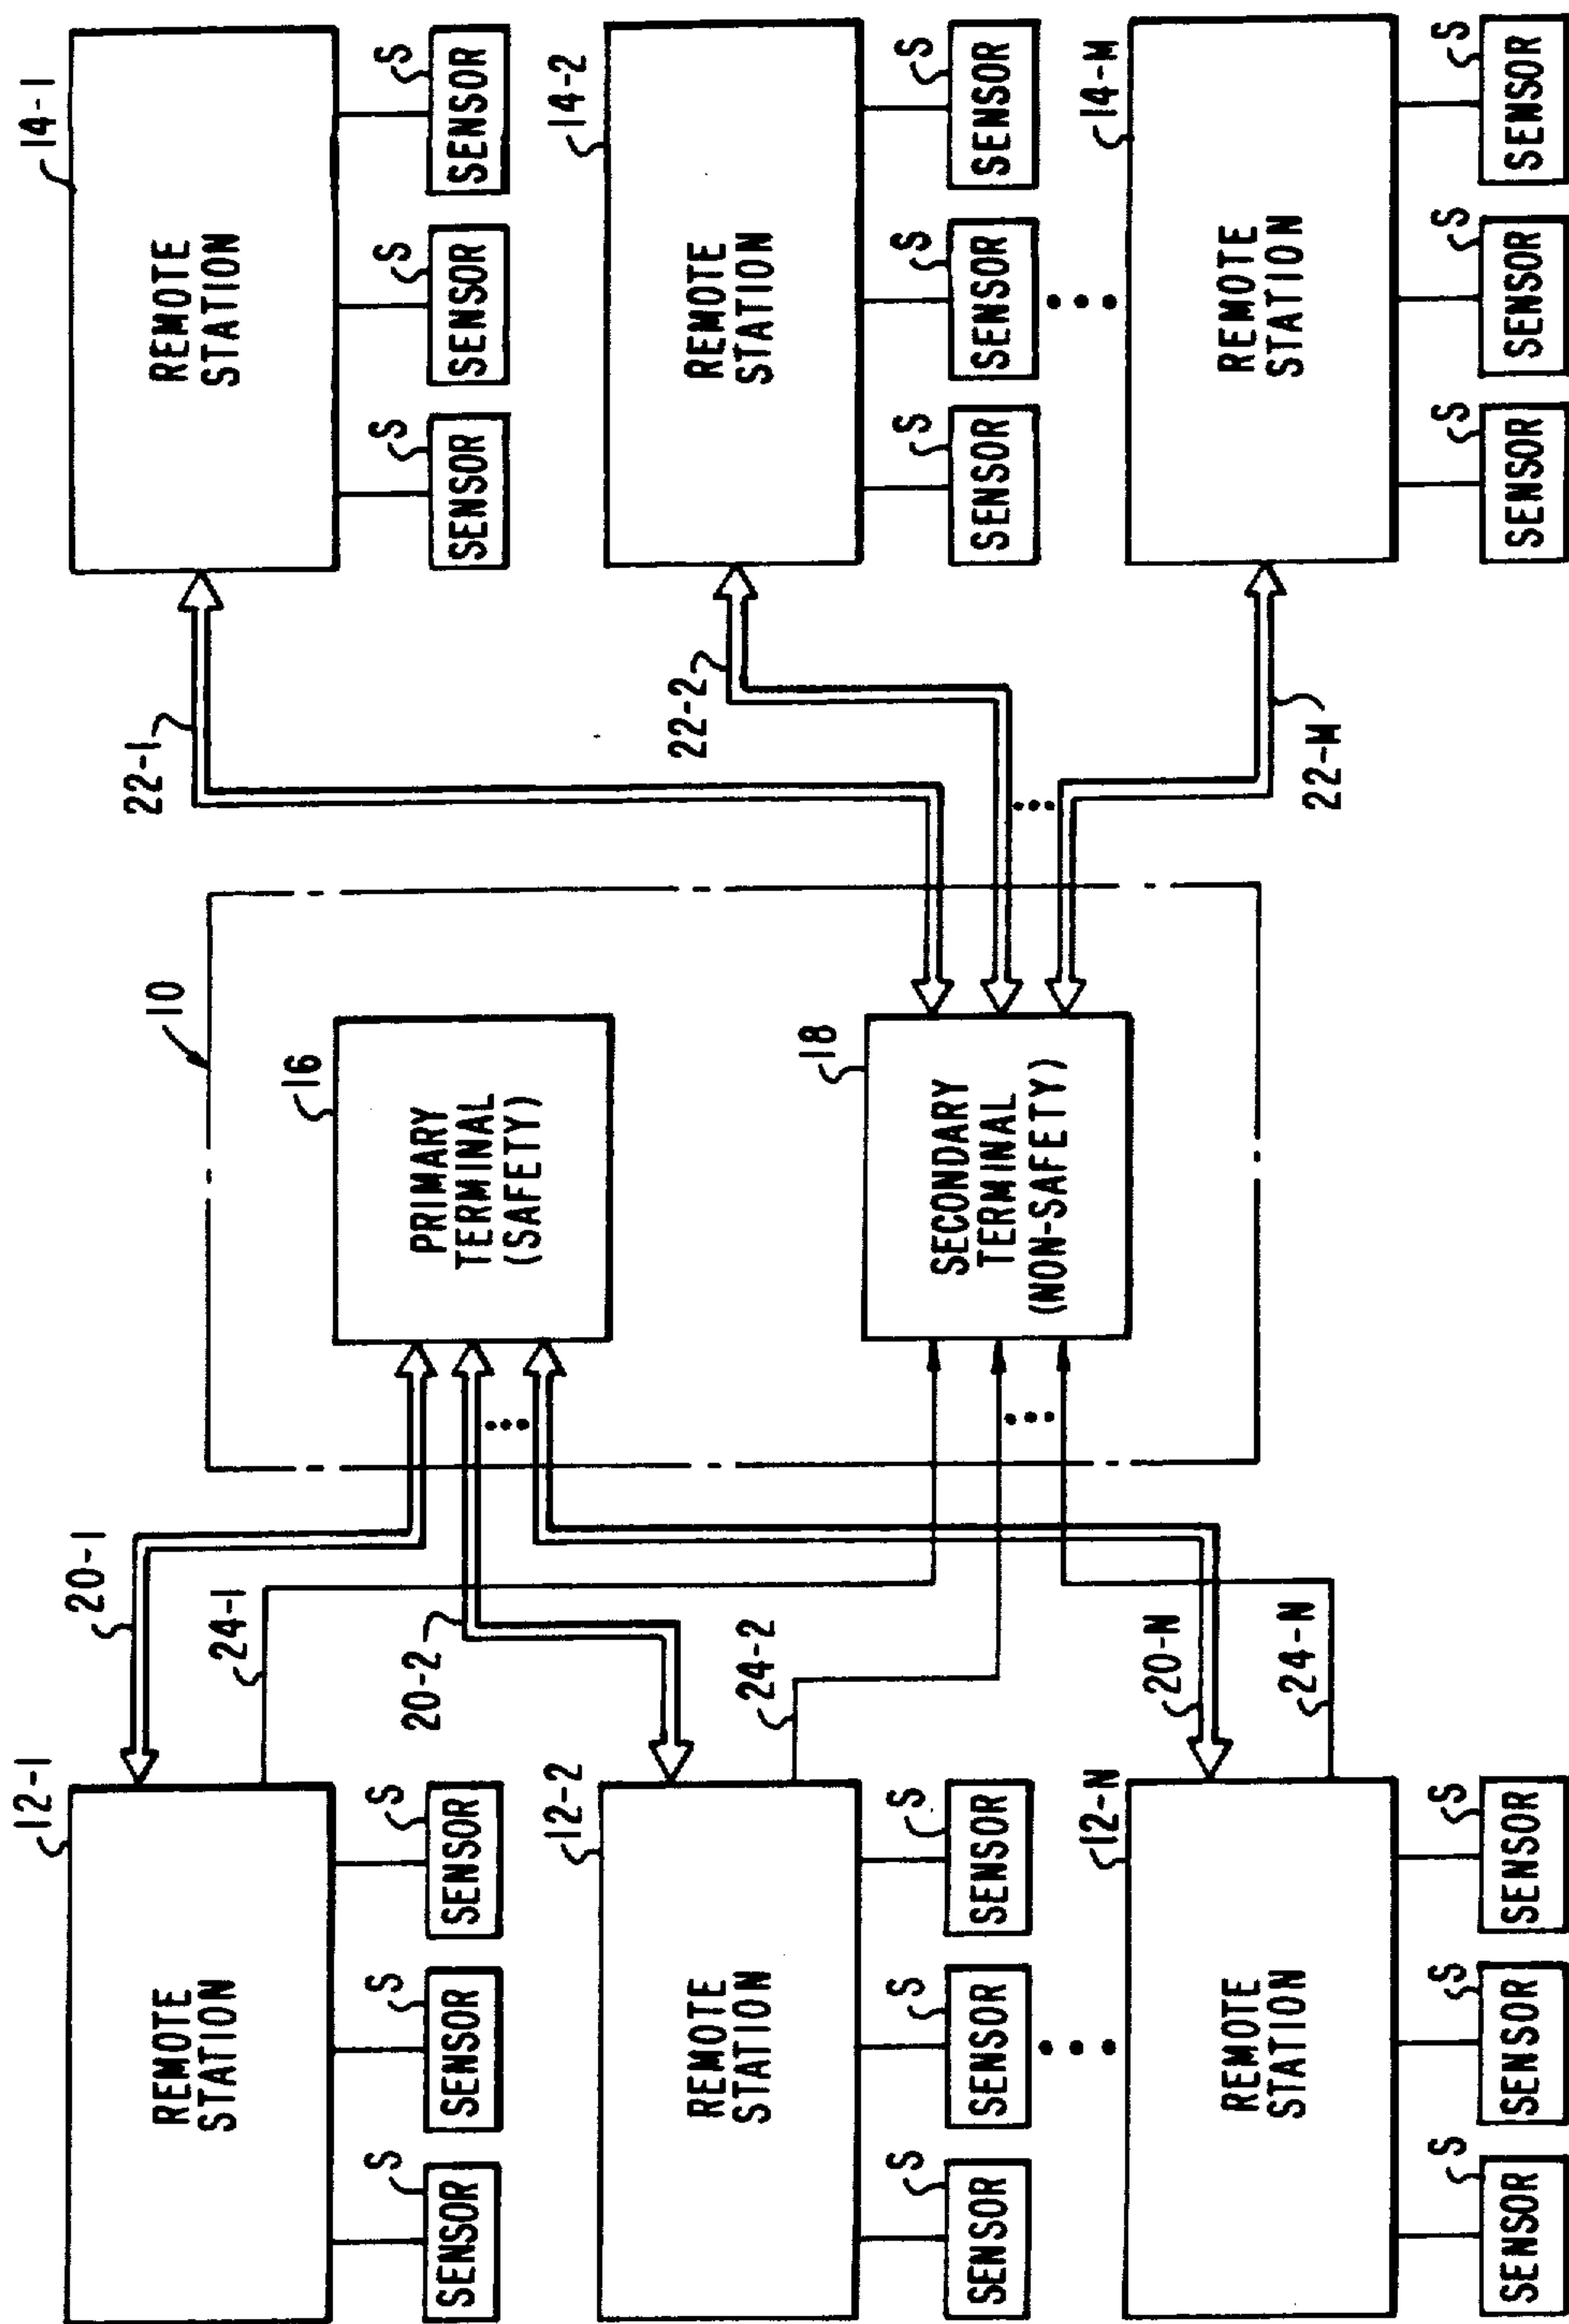 12-1
REMOTE
STATION
S
S
S
SENSOR
SENSOR
SENSOR
12-2
REMOTE
STATION
S
S
S
SENSOR
SENSOR
SENSOR
12-N
REMOTE
STATION
S
S
S
SENSOR
SENSOR
SENSOR
20-1
24-1
20-2
24-2
20-N
24-N
10
16
PRIMARY
TERMINAL
(SAFETY)
18
SECONDARY
TERMINAL
(NON-SAFETY)
22-1
22-2
22-M
14-1
REMOTE
STATION
S
S
S
SENSOR
SENSOR
SENSOR
14-2
REMOTE
STATION
S
S
S
SENSOR
SENSOR
SENSOR
14-M
REMOTE
STATION
S
S
S
SENSOR
SENSOR
SENSOR